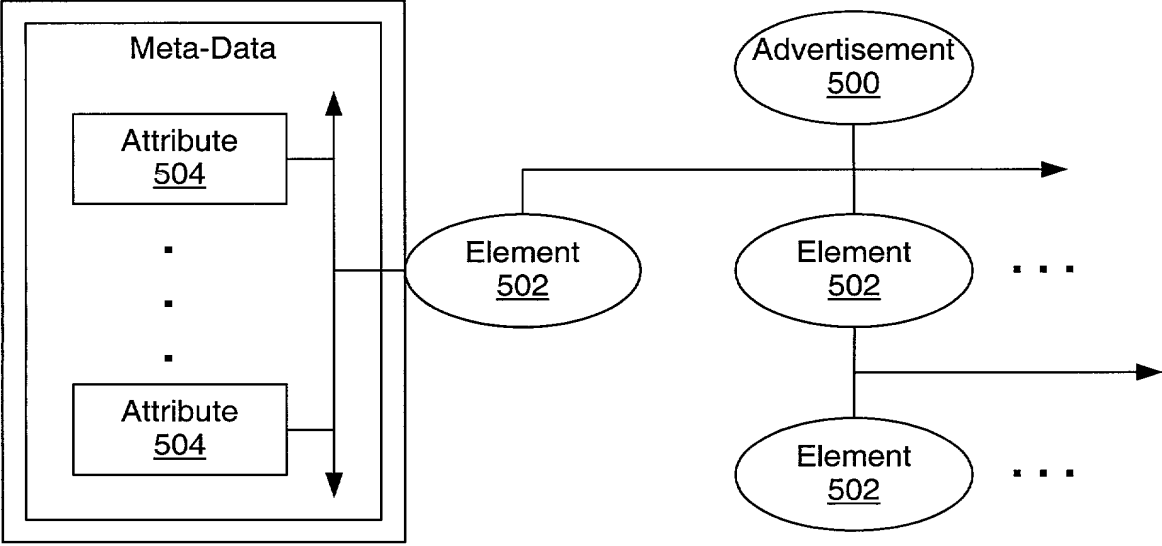 Meta-Data
Attribute
504
Attribute
504
Advertisement
500
Element
502
Element
502
Element
502